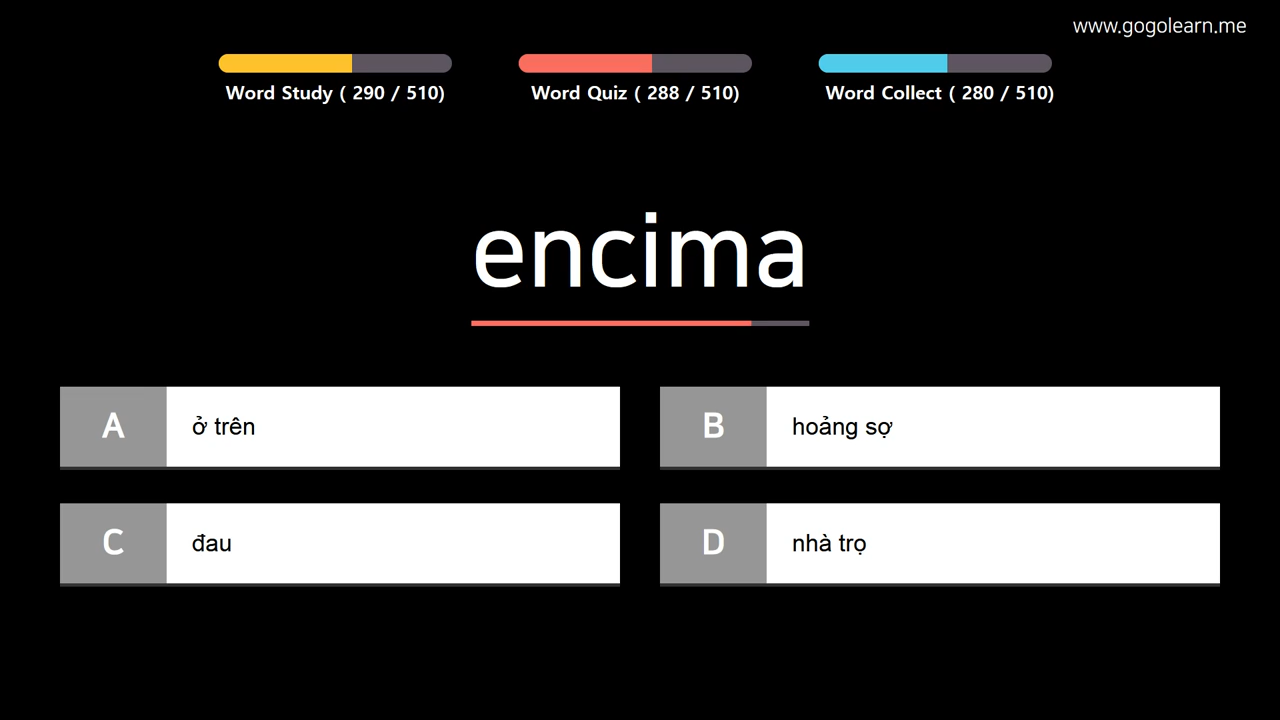 www.gogolearn.me
Word Study ( 290 / 510)
Word Quiz ( 288 / 510)
Word Collect ( 280 / 510)
encima
A
ở trên
B
hoảng sợ
C
đau
D
nhà trọ